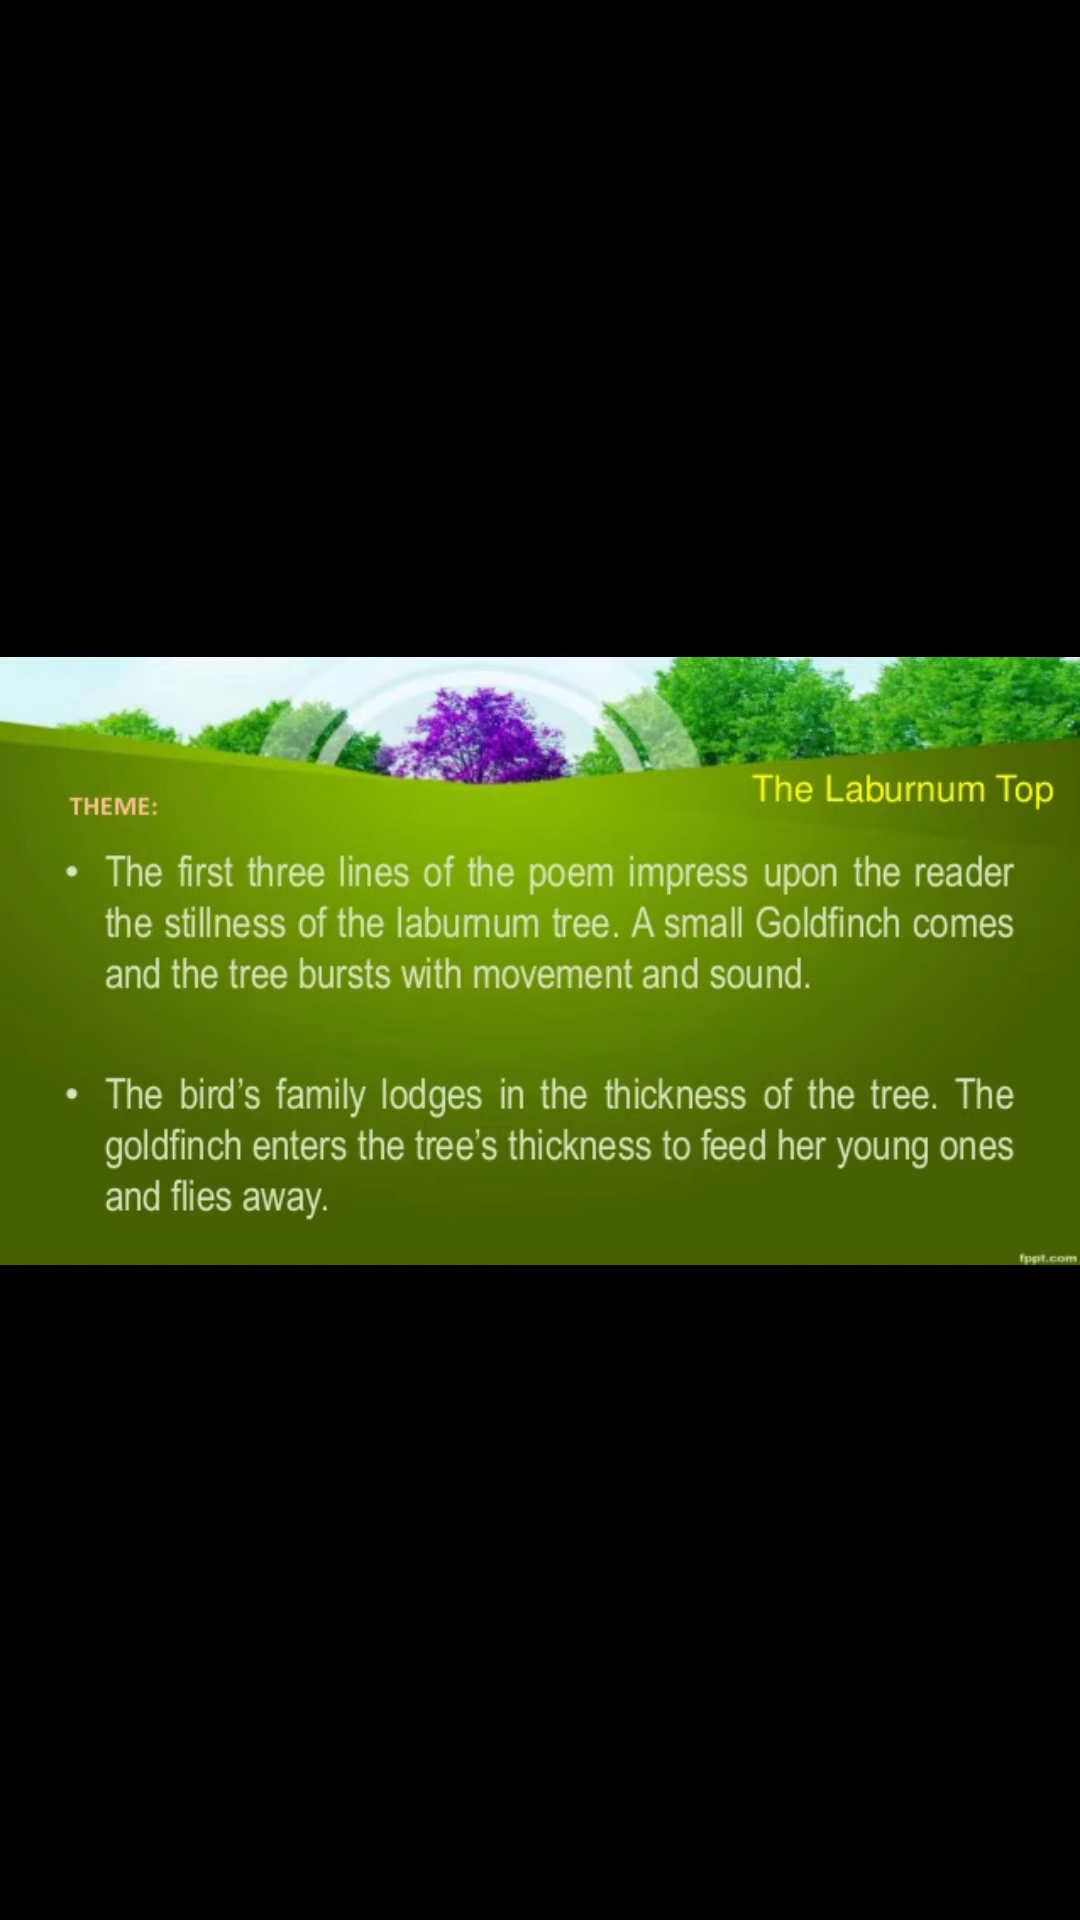 The Laburnum Top
THEME:
• The first three lines of the poem impress upon the reader
the stillness of the laburnum tree. A small Goldfinch comes
and the tree bursts with movement and sound.
• The bird’s family lodges in the thickness of the tree. The
goldfinch enters the tree’s thickness to feed her young ones
and flies away.
fppt.com